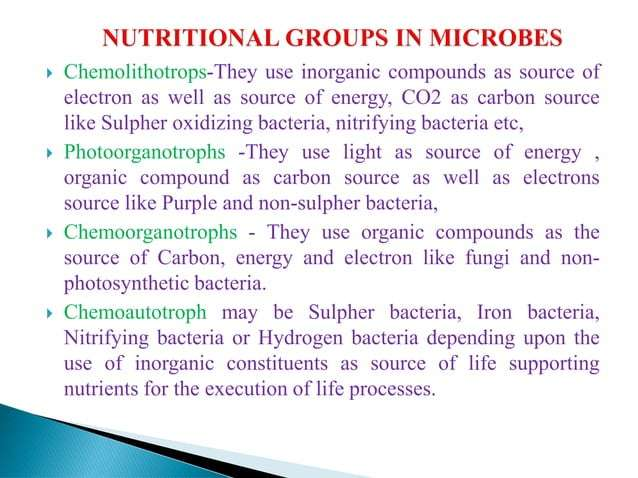 NUTRITIONAL GROUPS IN MICROBES
Chemolithotrops-They use inorganic compounds as source of
electron as well as source of energy, CO2 as carbon source
like Sulpher oxidizing bacteria, nitrifying bacteria etc,
Photoorganotrophs -They use light as source of energy ,
organic compound as carbon source as well as electrons
source like Purple and non-sulpher bacteria,
Chemoorganotrophs - They use organic compounds as the
source of Carbon, energy and electron like fungi and non-
photosynthetic bacteria.
Chemoautotroph may be Sulpher bacteria, Iron bacteria,
Nitrifying bacteria or Hydrogen bacteria depending upon the
use of inorganic constituents as source of life supporting
nutrients for the execution of life processes.